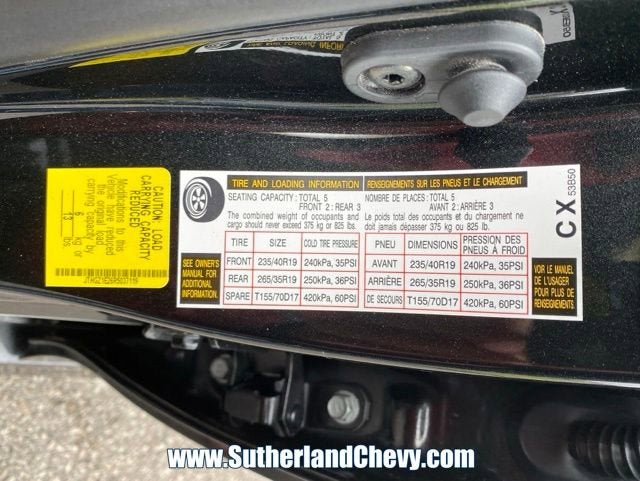 CAUTION: LOAD
CARRYING CAPACITY
REDUCED
Modifications to this
Vehicle have reduced
the original load
carrying capacity by
6 kg or
13 lbs
TIRE AND LOADING INFORMATION
SEATING CAPACITY: TOTAL 5
FRONT 2: REAR 3
The combined weight of occupants and
cargo should never exceed 375 kg or 825 lbs.
RENSEIGNEMENTS SUR LES PNEUS ET LE CHARGEMENT
NOMBRE DE PLACES: TOTAL 5
AVANT 2: ARRIÈRE 3
Le poids total des occupants et du chargement ne
doit jamais dépasser 375 kg ou 825 lb.
SEE OWNER'S
MANUAL FOR
ADDITIONAL
INFORMATION.
TIRE SIZE COLD TIRE PRESSURE
FRONT 235/40R19 240kPa, 35PSI
REAR 265/35R19 250kPa, 36PSI
SPARE T155/70D17 420kPa, 60PSI
PNEU DIMENSIONS PRESSION DES PNEUS À FROID
AVANT 235/40R19 240kPa, 35PSI
ARRIÈRE 265/35R19 250kPa, 36PSI
DE SECOURS T155/70D17 420kPa, 60PSI
VOIR LE MANUEL
DE L'USAGER
POUR PLUS DE
RENSEIGNEMENTS.
CX 53B50
www.SutherlandChevy.com